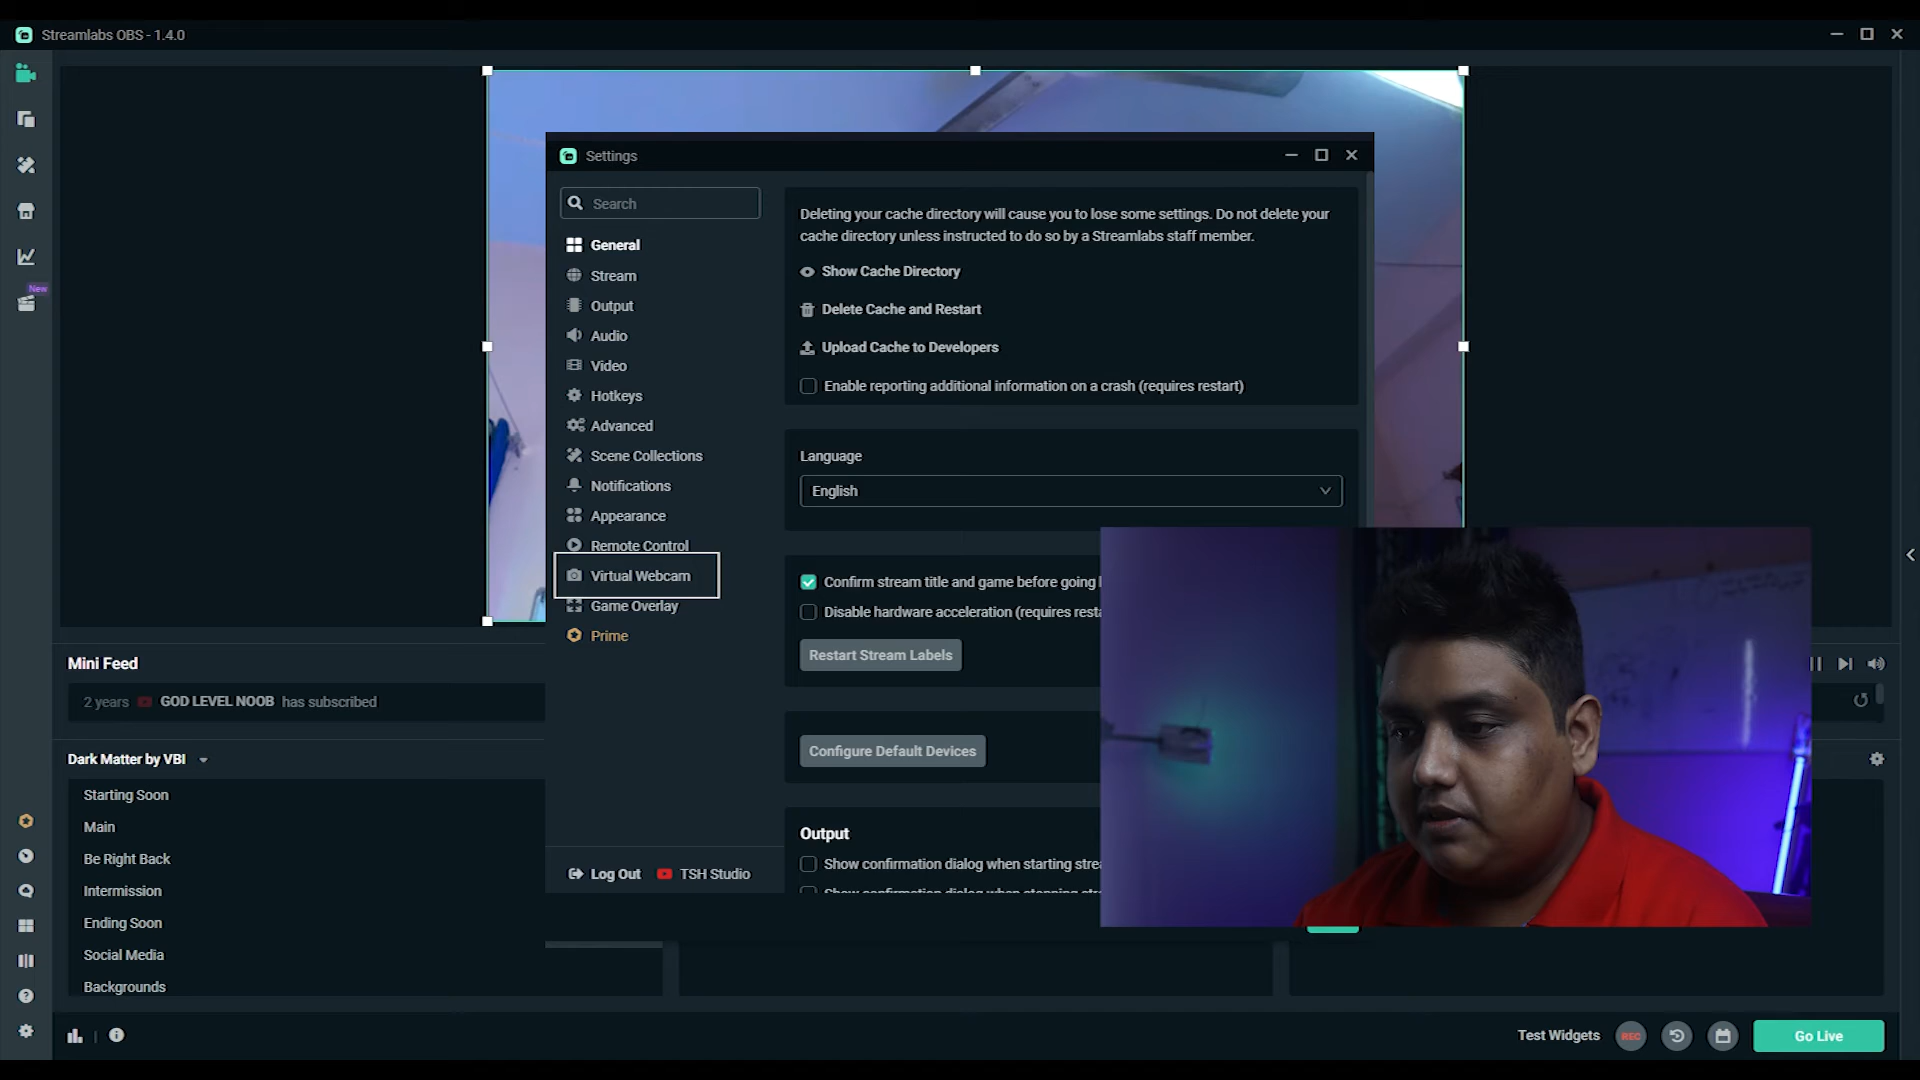 Streamlabs OBS - 1.4.0
New
Settings
Search
General
Stream
Output
Audio
Video
Hotkeys
Advanced
Scene Collections
Notifications
Appearance
Remote Control
Virtual Webcam
Game Overlay
Prime
Log Out
TSH Studio
Deleting your cache directory will cause you to lose some settings. Do not delete your
cache directory unless instructed to do so by a Streamlabs staff member.
Show Cache Directory
Delete Cache and Restart
Upload Cache to Developers
Enable reporting additional information on a crash (requires restart)
Language
English
Confirm stream title and game before going
Disable hardware acceleration (requires
Restart Stream Labels
Configure Default Devices
Output
Show confirmation dialog when starting
Show confirmation dialog when stopping
Mini Feed
2 years GOD LEVEL NOOB has subscribed
Dark Matter by VBI
Starting Soon
Main
Be Right Back
Intermission
Ending Soon
Social Media
Backgrounds
Test Widgets
REC
Go Live